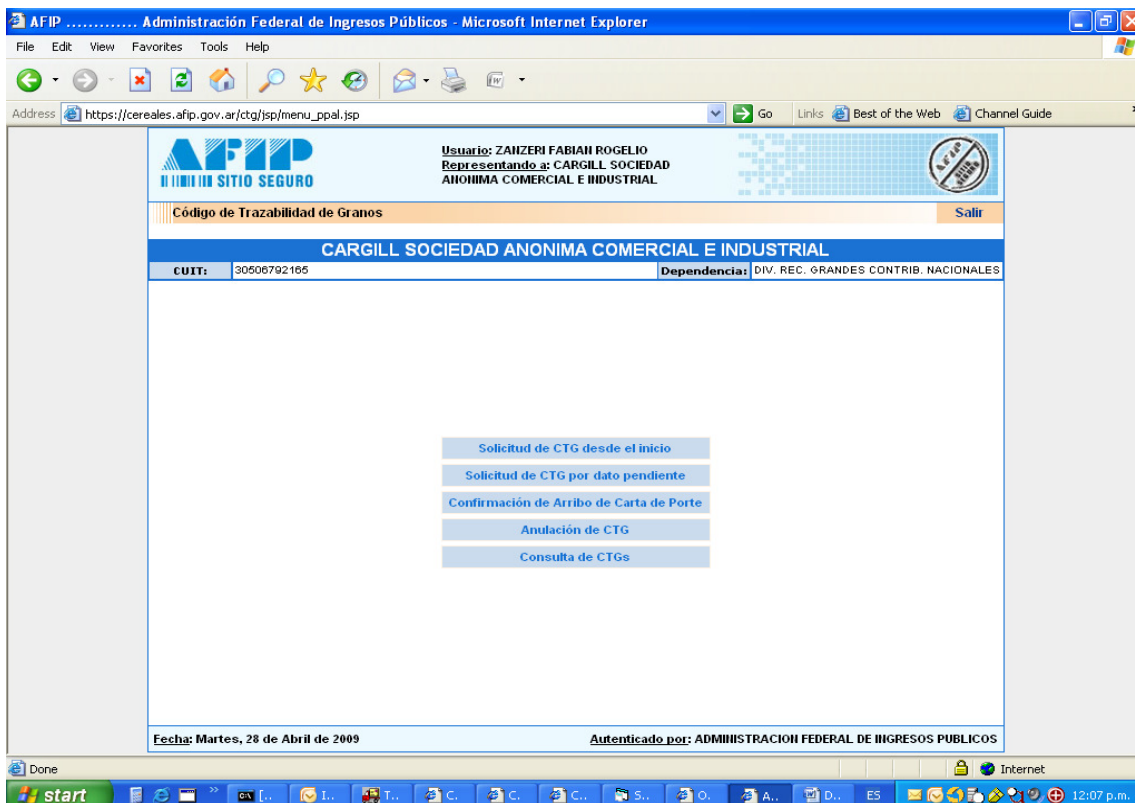 AFIP ............. Administración Federal de Ingresos Públicos - Microsoft Internet Explorer
File Edit View Favorites Tools Help
Address https://cereales.afip.gov.ar/ctg/jsp/menu_ppal.jsp Go Links Best of the Web Channel Guide
AFIP
SITIO SEGURO
Usuario: ZANZERI FABIAN ROGELIO
Representando a: CARGILL SOCIEDAD
ANONIMA COMERCIAL E INDUSTRIAL
Código de Trazabilidad de Granos Salir
CARGILL SOCIEDAD ANONIMA COMERCIAL E INDUSTRIAL
CUIT: 30506792165 Dependencia: DIV. REC. GRANDES CONTRIB. NACIONALES
Solicitud de CTG desde el inicio
Solicitud de CTG por dato pendiente
Confirmación de Arribo de Carta de Porte
Anulación de CTG
Consulta de CTGs
Fecha: Martes, 28 de Abril de 2009 Autenticado por: ADMINISTRACION FEDERAL DE INGRESOS PUBLICOS
Done Internet
start [.. I.. T.. C. C.. C.. S.. O. A.. D.. ES 12:07 p.m.